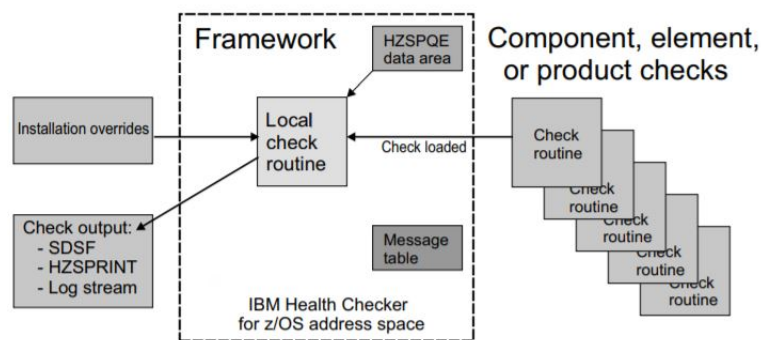 Framework
HZSPQE
data area
Component, element,
or product checks
Installation overrides
Local
check
routine
Check loaded
Check
routine
Check
routine
Check
routine
Check
routine
Check
routine
Check output:
- SDSF
- HZSPRINT
- Log stream
Message
table
IBM Health Checker
for z/OS address space